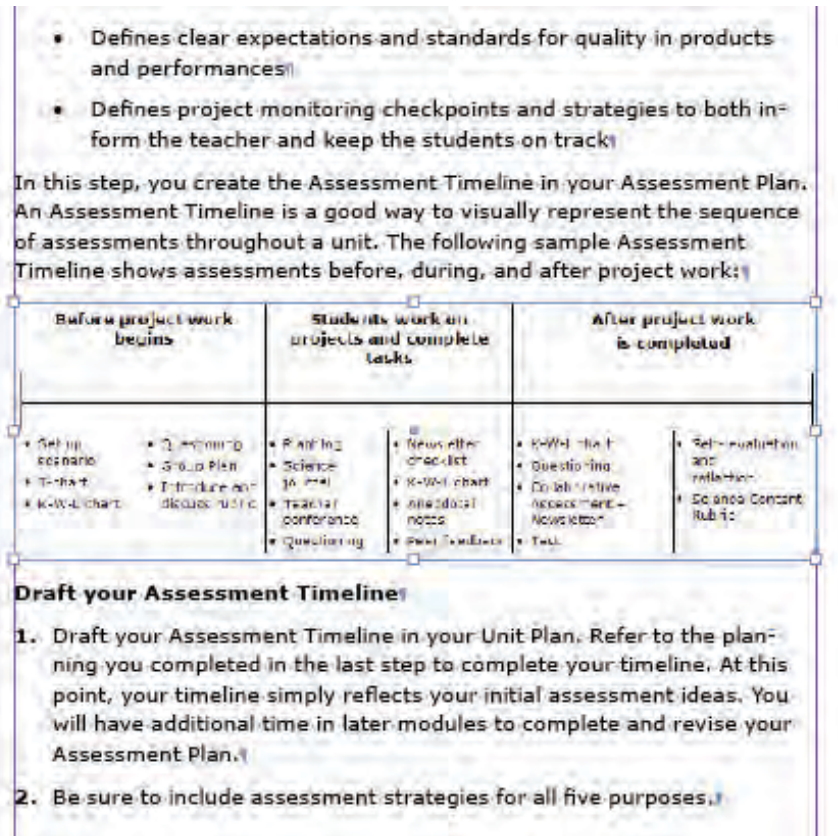 • Defines clear expectations and standards for quality in products
and performances
• Defines project monitoring checkpoints and strategies to both in-
form the teacher and keep the students on track
In this step, you create the Assessment Timeline in your Assessment Plan.
An Assessment Timeline is a good way to visually represent the sequence
of assessments throughout a unit. The following sample Assessment
Timeline shows assessments before, during, and after project work:
Before project work
begins
Students work on
projects and complete
tasks
After project work
is completed
• Set up
scenario
• T-chart
• K-W-L chart
• Questioning
• Group Plan
• Introduce and
discuss rubric
• Planning
• Science
journal
• Teacher
conference
• Questioning
• Newsletter
checklist
• K-W-L chart
• Anecdotal
notes
• Peer feedback
• K-W-L chart
• Questioning
• Collaborative
Assessment –
Newsletter
• Test
• Self-evaluation
and
reflection
• Science Content
Rubric
Draft your Assessment Timeline
1. Draft your Assessment Timeline in your Unit Plan. Refer to the plan-
ning you completed in the last step to complete your timeline. At this
point, your timeline simply reflects your initial assessment ideas. You
will have additional time in later modules to complete and revise your
Assessment Plan.
2. Be sure to include assessment strategies for all five purposes.